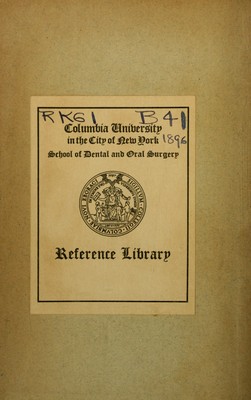 RK61 B41
1896
Columbia University
in the City of New York
School of Dental and Oral Surgery
Reference Library